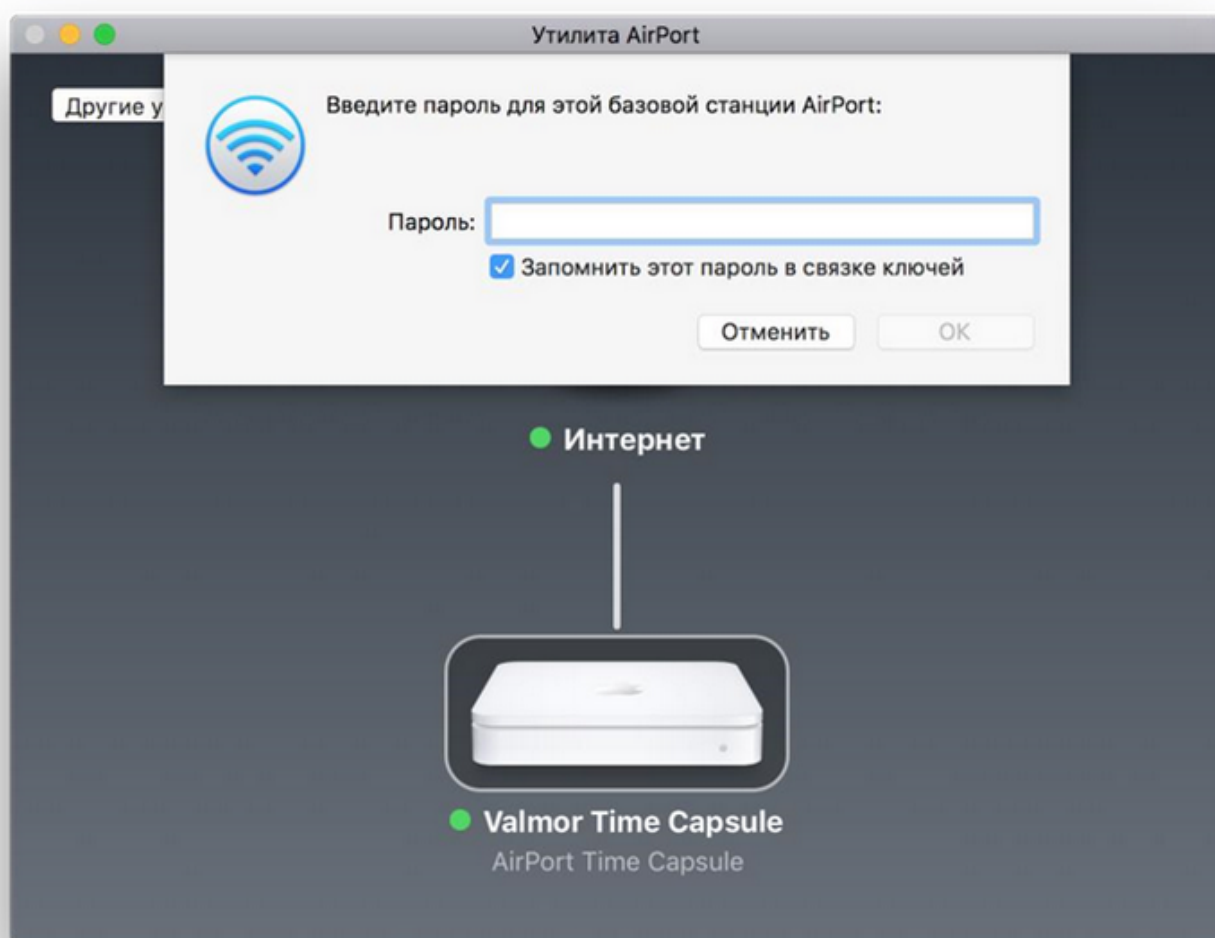 Утилита AirPort
Другие у
Введите пароль для этой базовой станции AirPort:
Пароль:
Запомнить этот пароль в связке ключей
Отменить
OK
Интернет
Valmor Time Capsule
AirPort Time Capsule